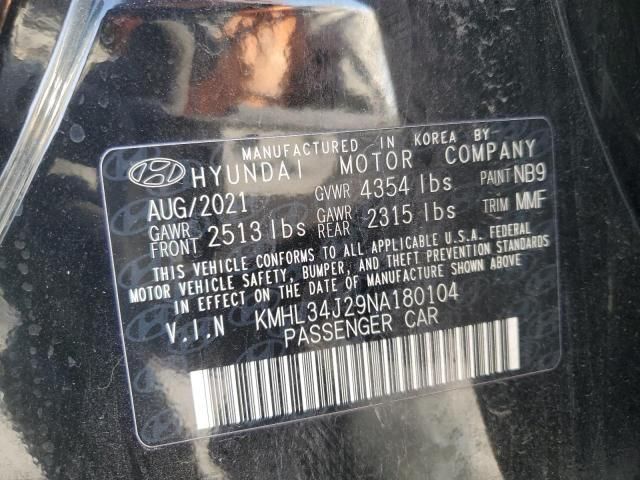 MANUFACTURED IN KOREA BY
HYUNDAI MOTOR COMPANY
AUG/2021 GVWR 4354 lbs PAINT NB9
GAWR FRONT 2513 lbs GAWR REAR 2315 lbs TRIM MMF
THIS VEHICLE CONFORMS TO ALL APPLICABLE U.S.A. FEDERAL
MOTOR VEHICLE SAFETY, BUMPER, AND THEFT PREVENTION STANDARDS
IN EFFECT ON THE DATE OF MANUFACTURE SHOWN ABOVE.
V.I.N KMHL34J29NA180104
PASSENGER CAR